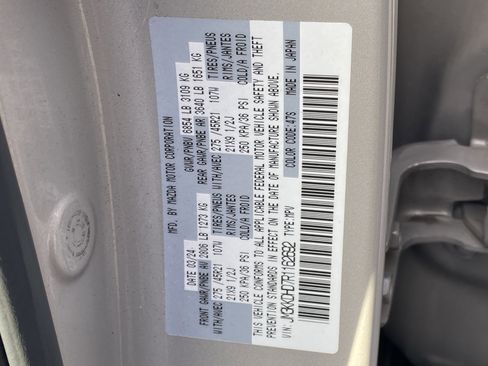 MFD. BY MAZDA MOTOR CORPORATION
DATE 03/24 GVWR/PNBV 6854 LB 3109 KG
FRONT GAWR/PNBE AV 2806 LB 1273 KG REAR GAWR/PNBE AR 3640 LB 1651 KG
WITH/AVEC TIRES/PNEUS WITH/AVEC TIRES/PNEUS
275 /45R21 107W RIMS/JANTES 275 /45R21 107W RIMS/JANTES
21X9 1/2J COLD/A FROID 21X9 1/2J COLD/A FROID
250 KPA/36 PSI 250 KPA/36 PSI
THIS VEHICLE CONFORMS TO ALL APPLICABLE FEDERAL MOTOR VEHICLE SAFETY AND THEFT
PREVENTION STANDARDS IN EFFECT ON THE DATE OF MANUFACTURE SHOWN ABOVE.
VIN: TYPE: MPV COLOR CODE: 47S MADE IN JAPAN